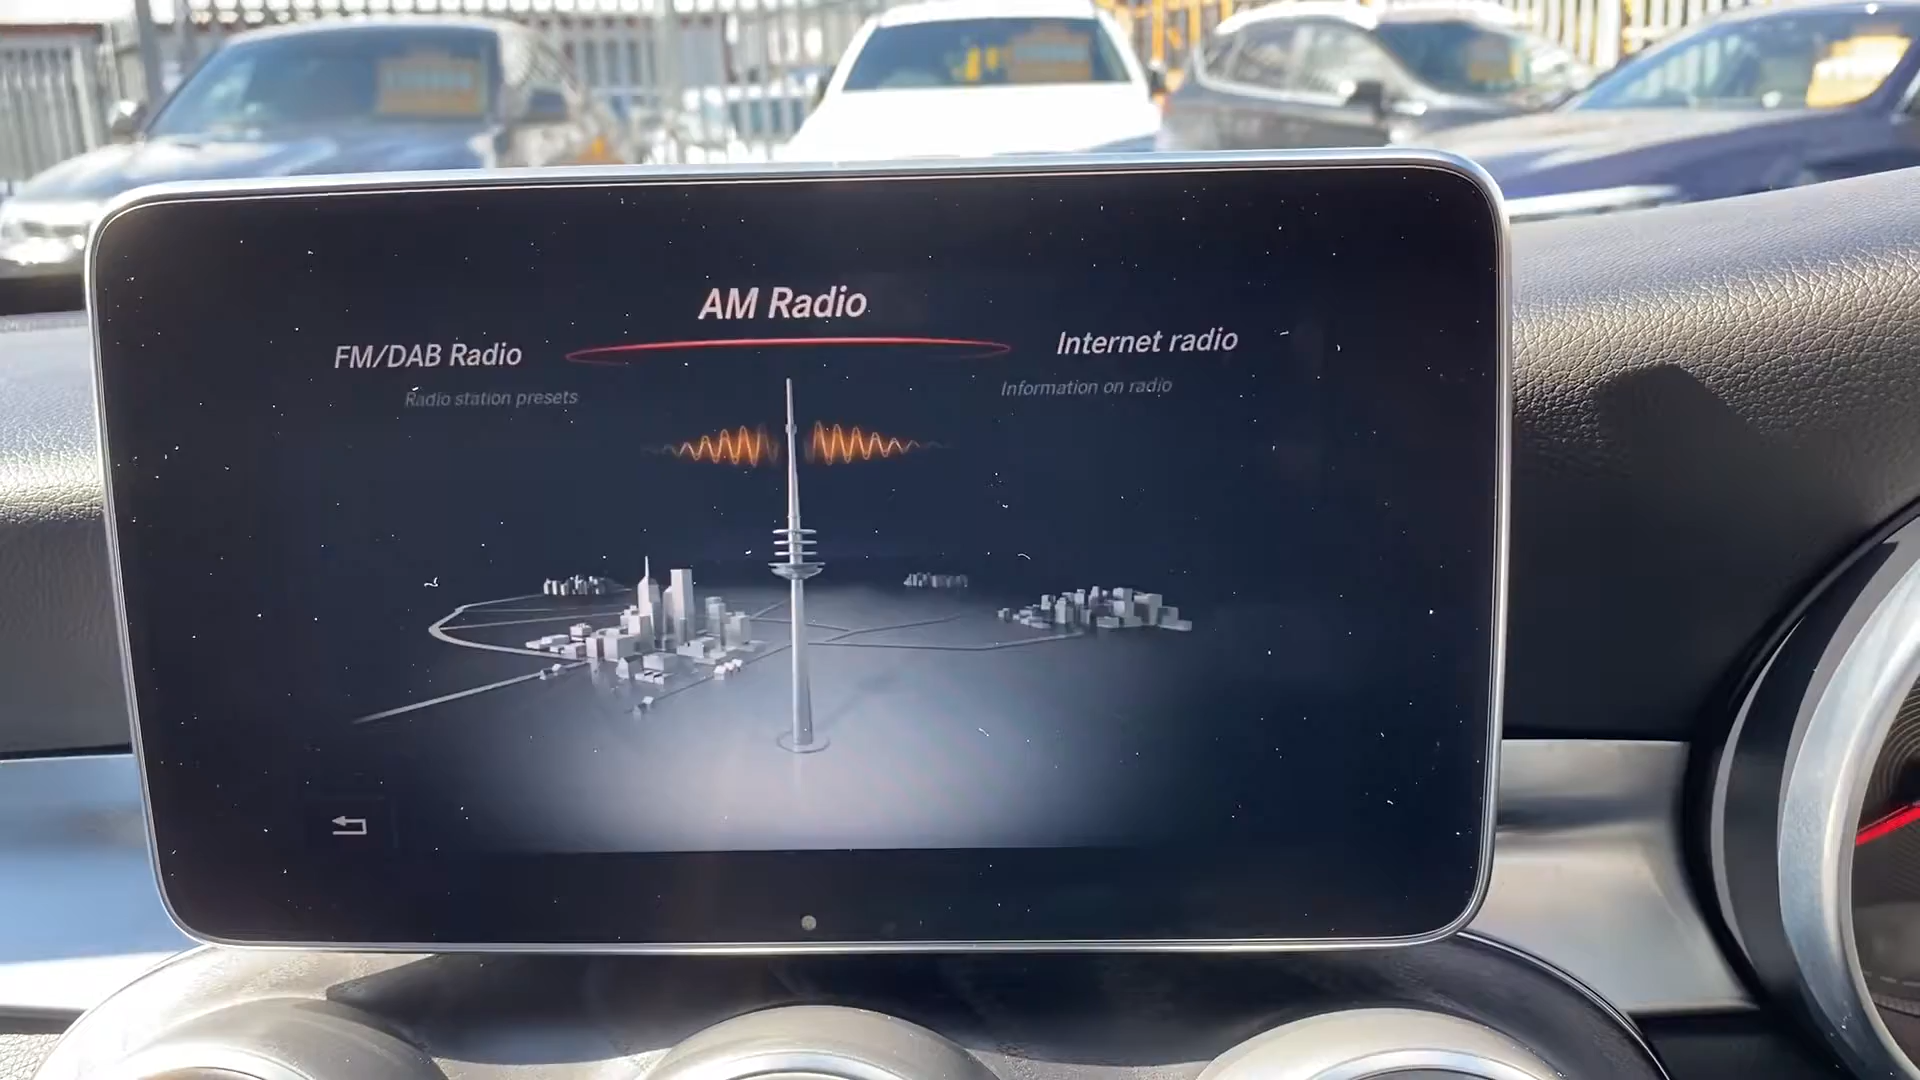 AM Radio
FM/DAB Radio
Internet radio
Radio station presets
Information on radio